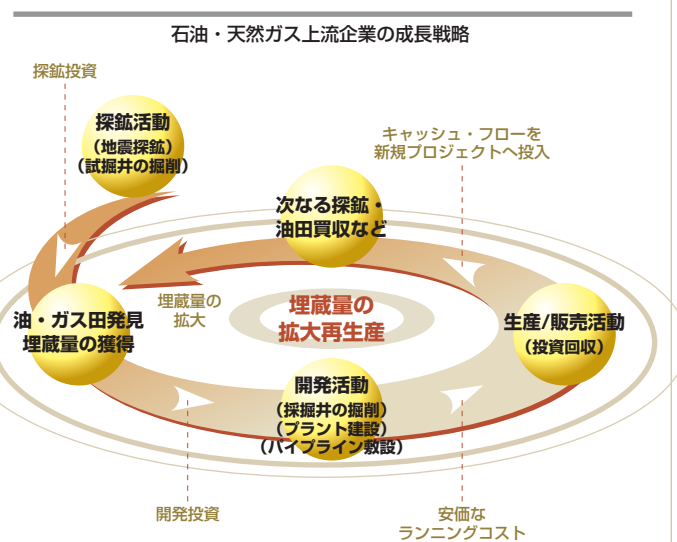 石油・天然ガス上流企業の成長戦略
探鉱投資
探鉱活動
(地震探鉱)
(試掘井の掘削)
キャッシュ・フローを
新規プロジェクトへ投入
次なる探鉱・
油田買収など
埋蔵量の
拡大
埋蔵量の
拡大再生産
油・ガス田発見
埋蔵量の獲得
生産/販売活動
(投資回収)
開発活動
(採掘井の掘削)
(プラント建設)
(パイプライン敷設)
開発投資
安価な
ランニングコスト